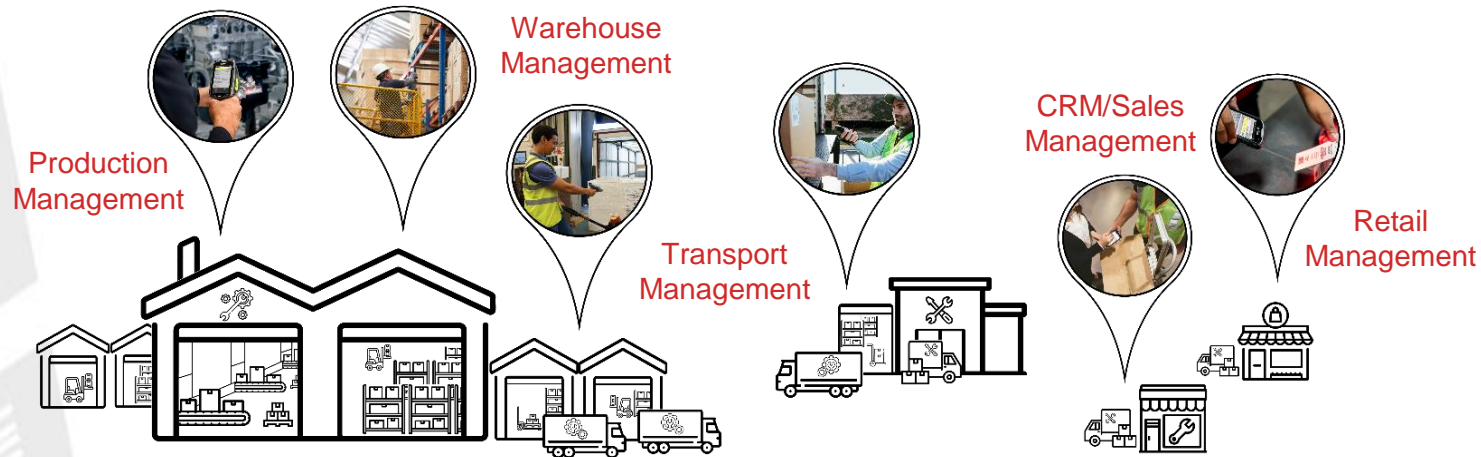 Production
Management
Warehouse
Management
Transport
Management
CRM/Sales
Management
Retail
Management